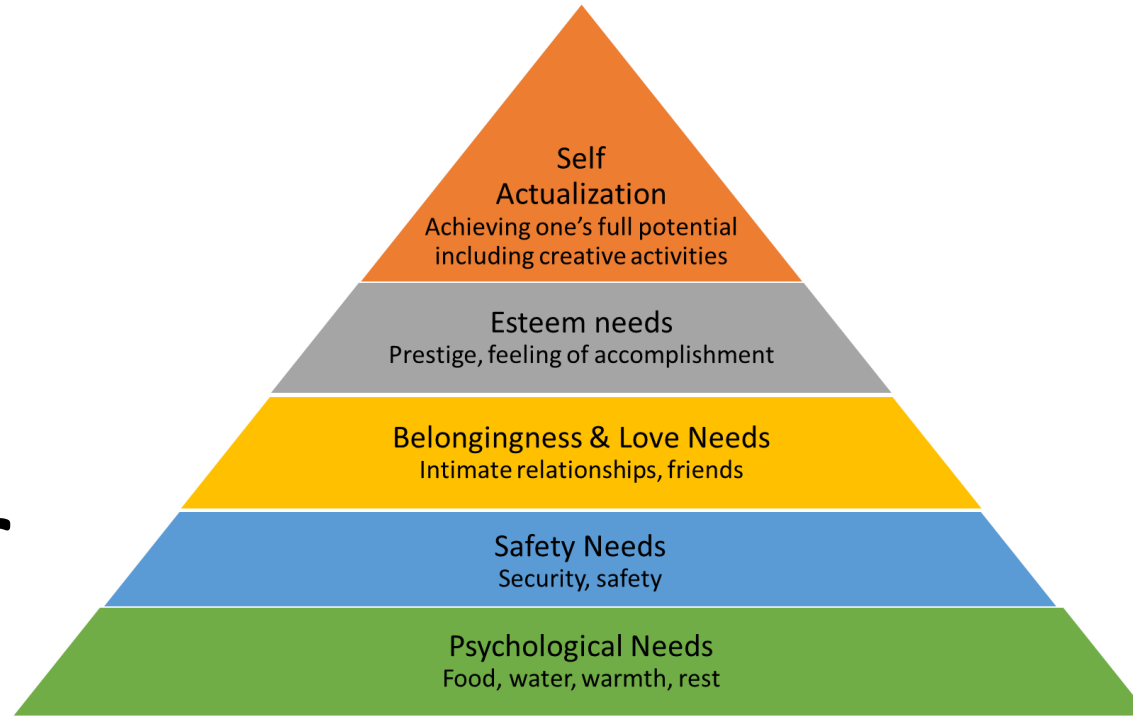 Self
Actualization
Achieving one’s full potential
including creative activities
Esteem needs
Prestige, feeling of accomplishment
Belongingness & Love Needs
Intimate relationships, friends
Safety Needs
Security, safety
Psychological Needs
Food, water, warmth, rest